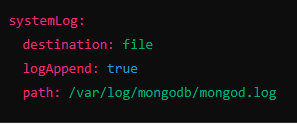 systemLog:
  destination: file
  logAppend: true
  path: /var/log/mongodb/mongod.log